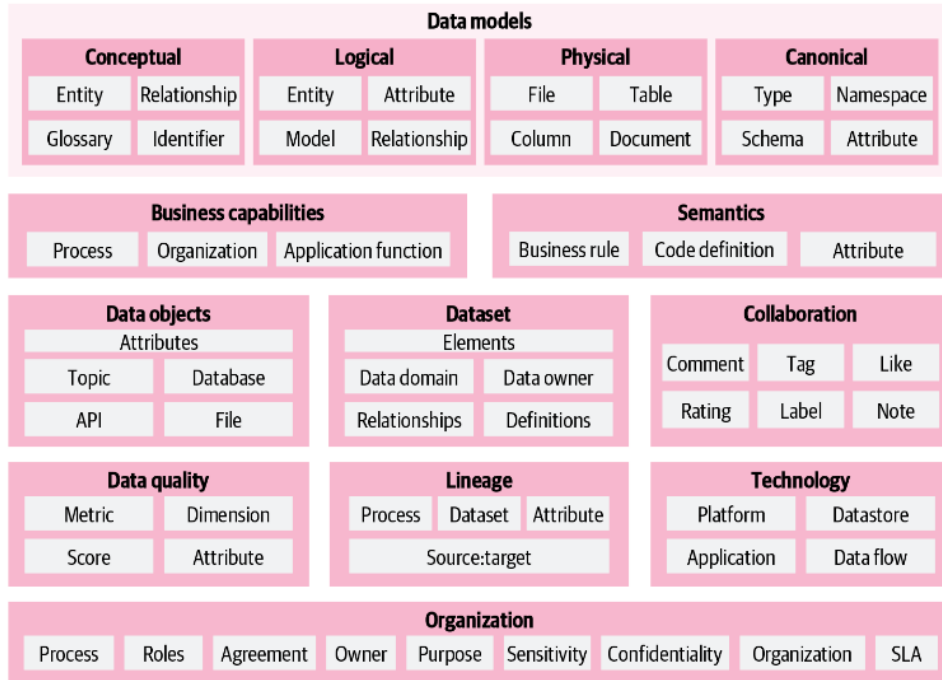 Data models
Conceptual Logical Physical Canonical
Entity Relationship Entity Attribute File Table Type Namespace
Glossary Identifier Model Relationship Column Document Schema Attribute
Business capabilities Semantics
Process Organization Application function Business rule Code definition Attribute
Data objects Dataset Collaboration
Attributes Elements
Comment Tag Like
Topic Database Data domain Data owner
API File Relationships Definitions Rating Label Note
Data quality Lineage Technology
Metric Dimension Process Dataset Attribute Platform Datastore
Score Attribute Source:target Application Data flow
Organization
Process Roles Agreement Owner Purpose Sensitivity Confidentiality Organization SLA